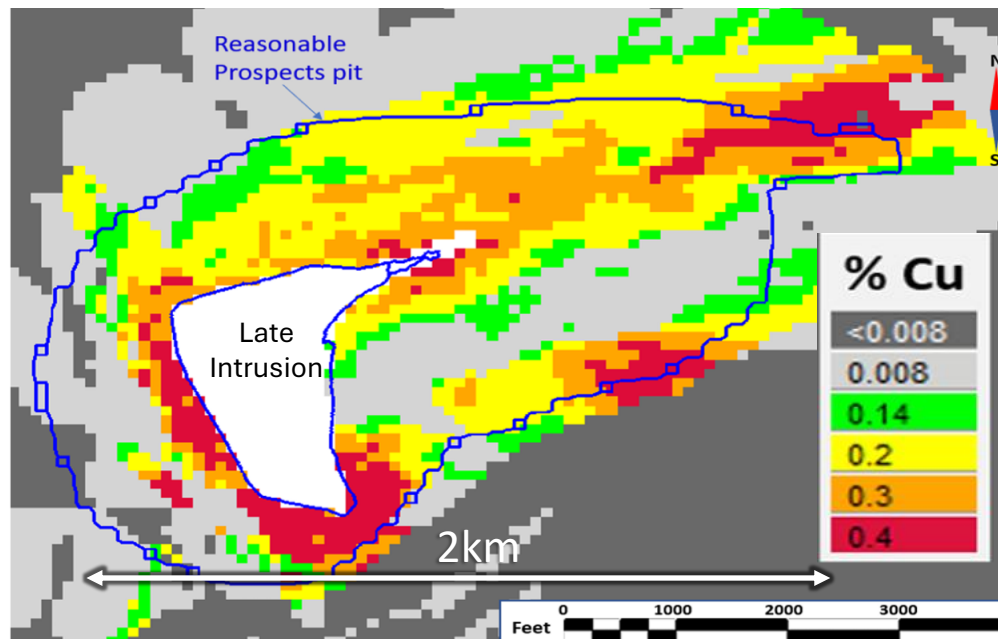 Reasonable
Prospects pit
N
S
Late
Intrusion
% Cu
<0.008
0.008
0.14
0.2
0.3
0.4
2km
0 1000 2000 3000
Feet